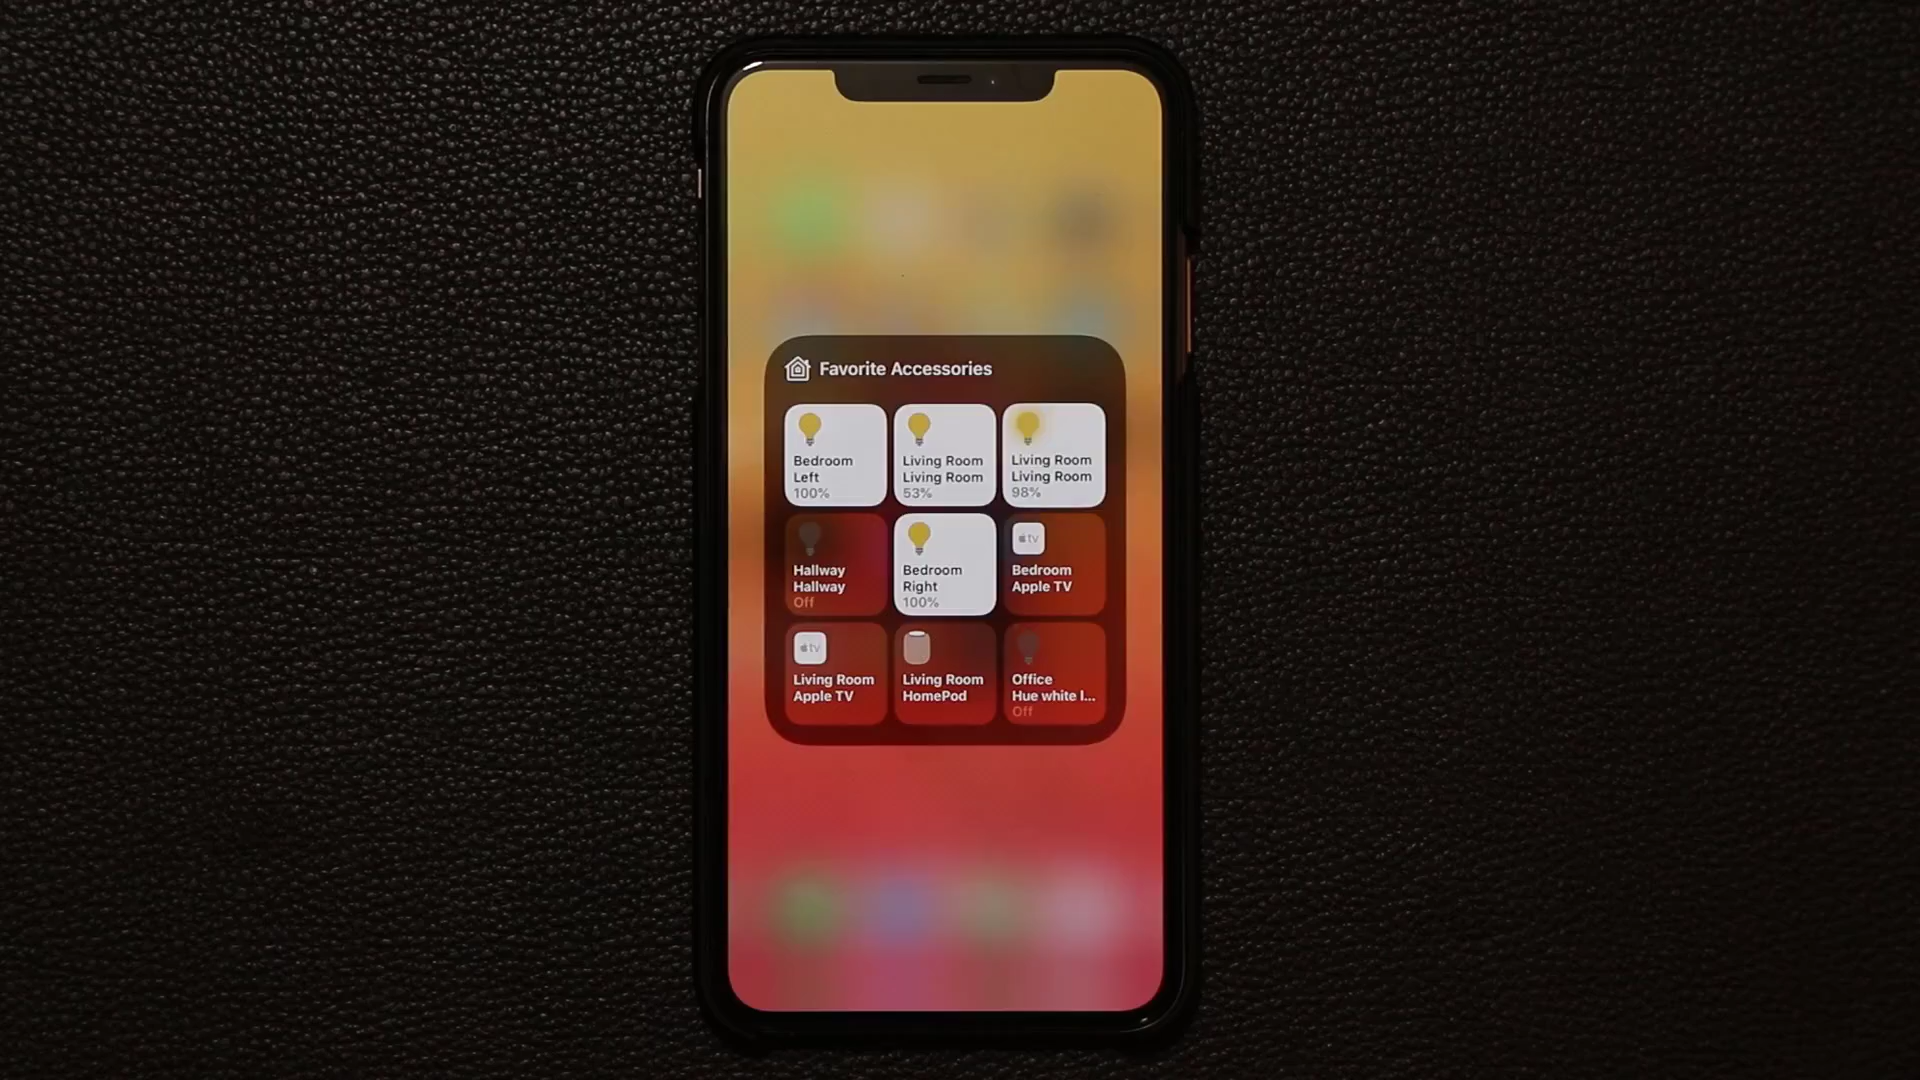 Favorite Accessories
Bedroom
Left
100%
Living Room
Living Room
53%
Living Room
Living Room
98%
Hallway
Hallway
Off
Bedroom
Right
100%
tv
Bedroom
Apple TV
tv
Living Room
Apple TV
Living Room
HomePod
Office
Hue white l...
Off